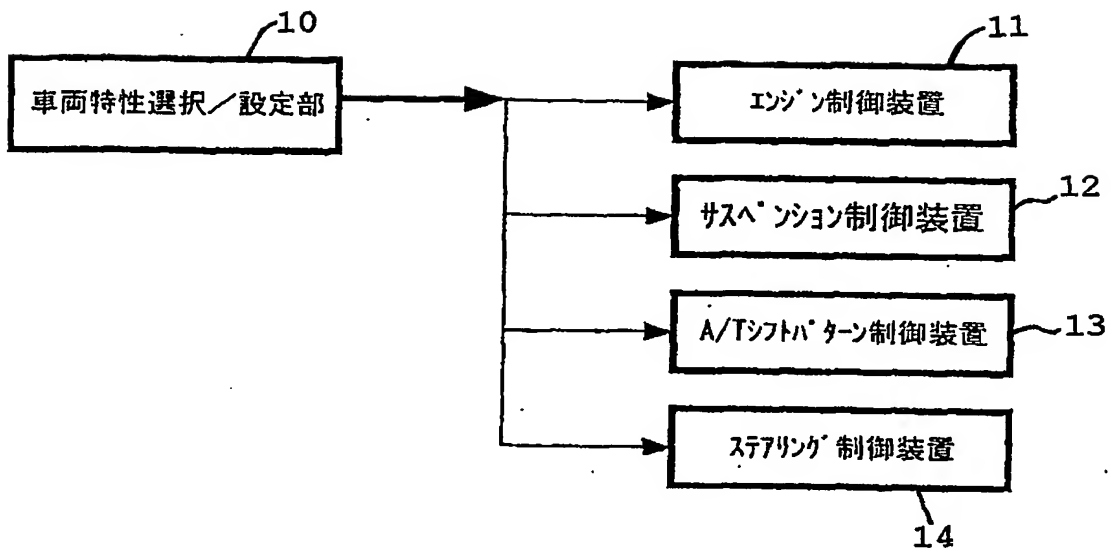 10
車両特性選択／設定部
11
ｴﾝｼﾞﾝ制御装置
12
ｻｽﾍﾟﾝｼｮﾝ制御装置
13
A/Tｼﾌﾄﾊﾟﾀｰﾝ制御装置
ｽﾃｱﾘﾝｸﾞ制御装置
14